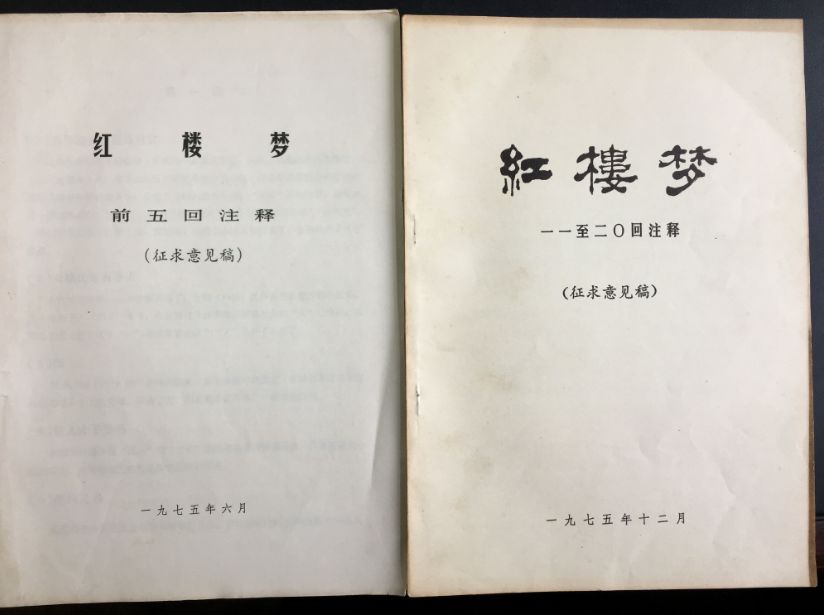 红楼梦
前五回注释
(征求意见稿)
一九七五年六月
紅樓梦
一一至二〇回注释
(征求意见稿)
一九七五年十二月